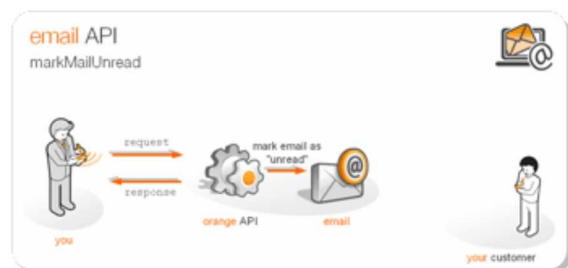 email API
markMailUnread
request
mark email as
"unread"
response
orange API
email
you
your customer